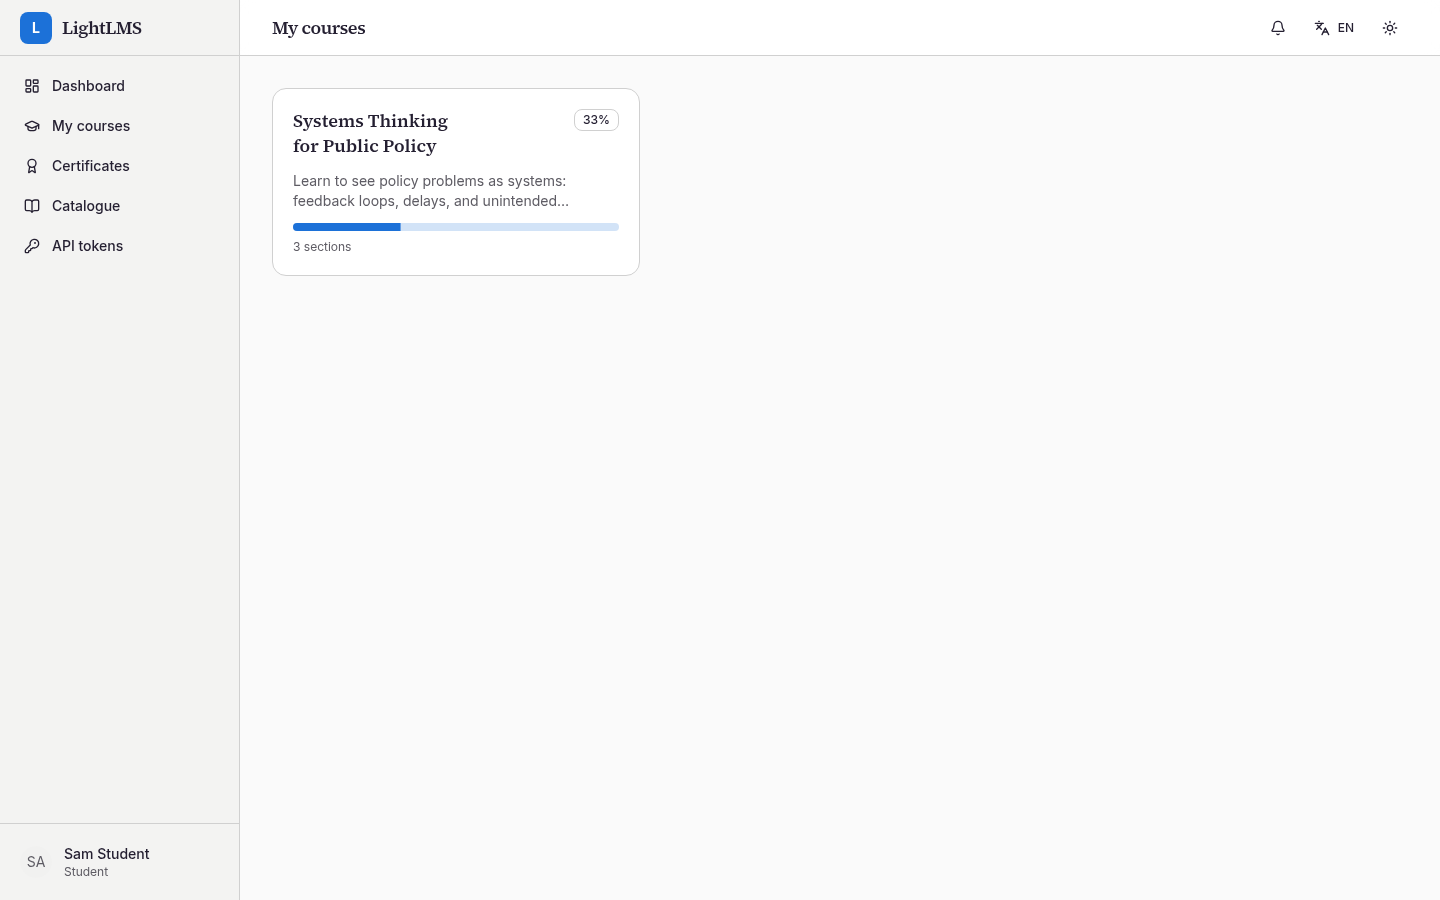 L
LightLMS
My courses
EN
Dashboard
My courses
Certificates
Catalogue
API tokens
Systems Thinking
for Public Policy
33%
Learn to see policy problems as systems:
feedback loops, delays, and unintended...
3 sections
SA
Sam Student
Student